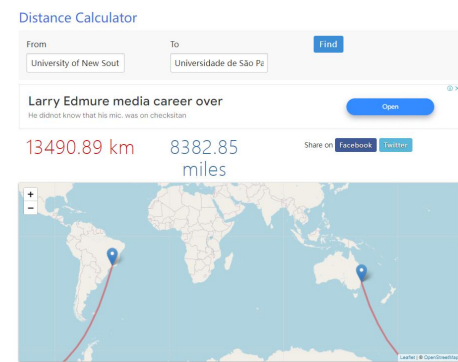 Distance Calculator
From To Find
University of New Sout Universidade de São Pa
Larry Edmure media career over
He didnot know that his mic. was on checksitan
Open
13490.89 km 8382.85 miles
Share on Facebook Twitter
+
−
Leaflet | © OpenStreetMap